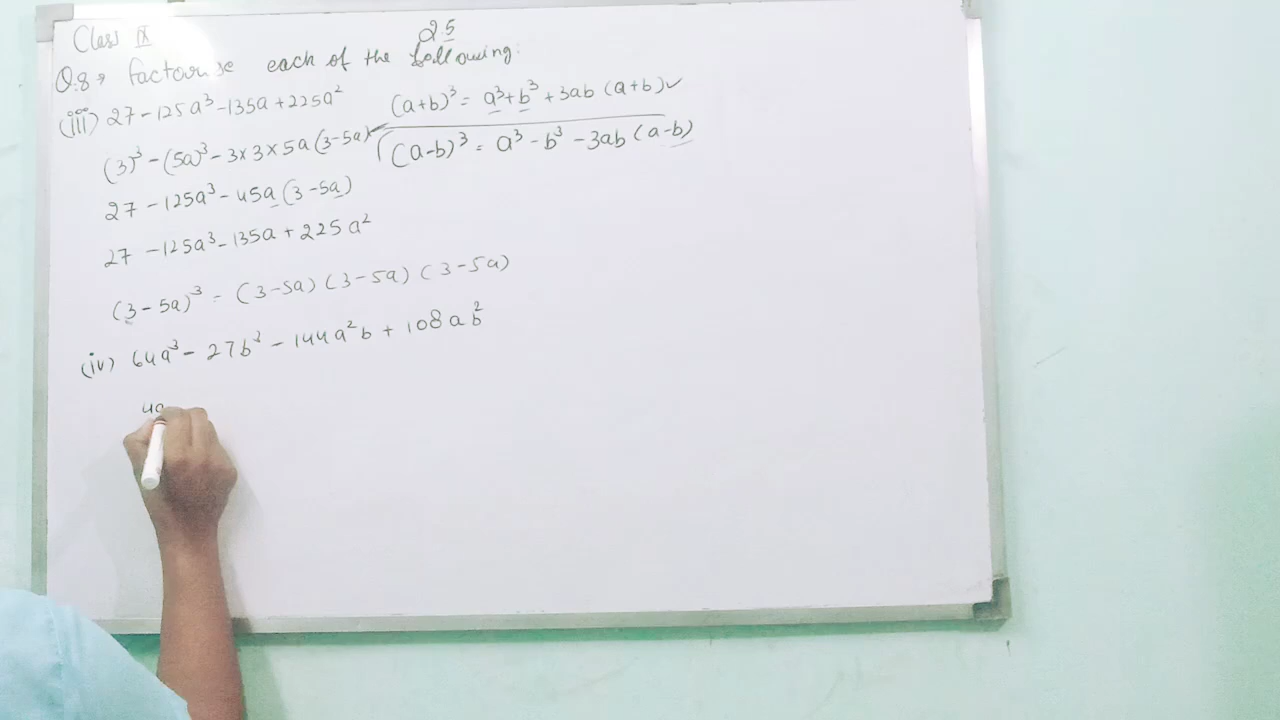 Class IX
2.5
Q.8→ Factorise each of the following:
(iii) 27 - 125a³ - 135a + 225a²
(a+b)³ = a³+b³ + 3ab (a+b) ✓
(3)³ - (5a)³ - 3×3×5a (3-5a)
(a-b)³ = a³ - b³ - 3ab (a-b)
27 - 125a³ - 45a (3-5a)
27 - 125a³ - 135a + 225a²
(3-5a)³ = (3-5a) (3-5a) (3-5a)
(iv) 64a³ - 27b³ - 144a²b + 108ab²
4a